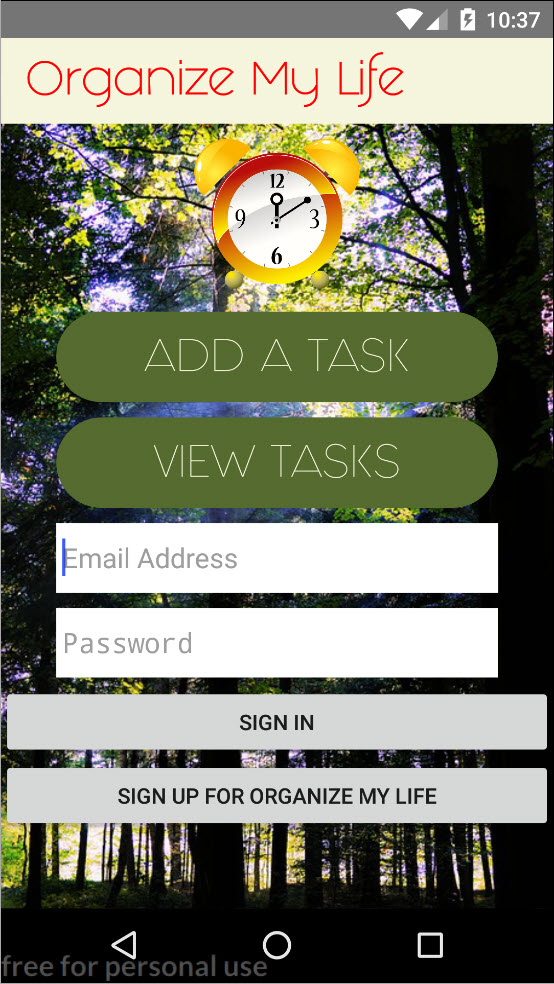 10:37
Organize My Life
12
9
3
6
ADD A TASK
VIEW TASKS
Email Address
Password
SIGN IN
SIGN UP FOR ORGANIZE MY LIFE
free for personal use